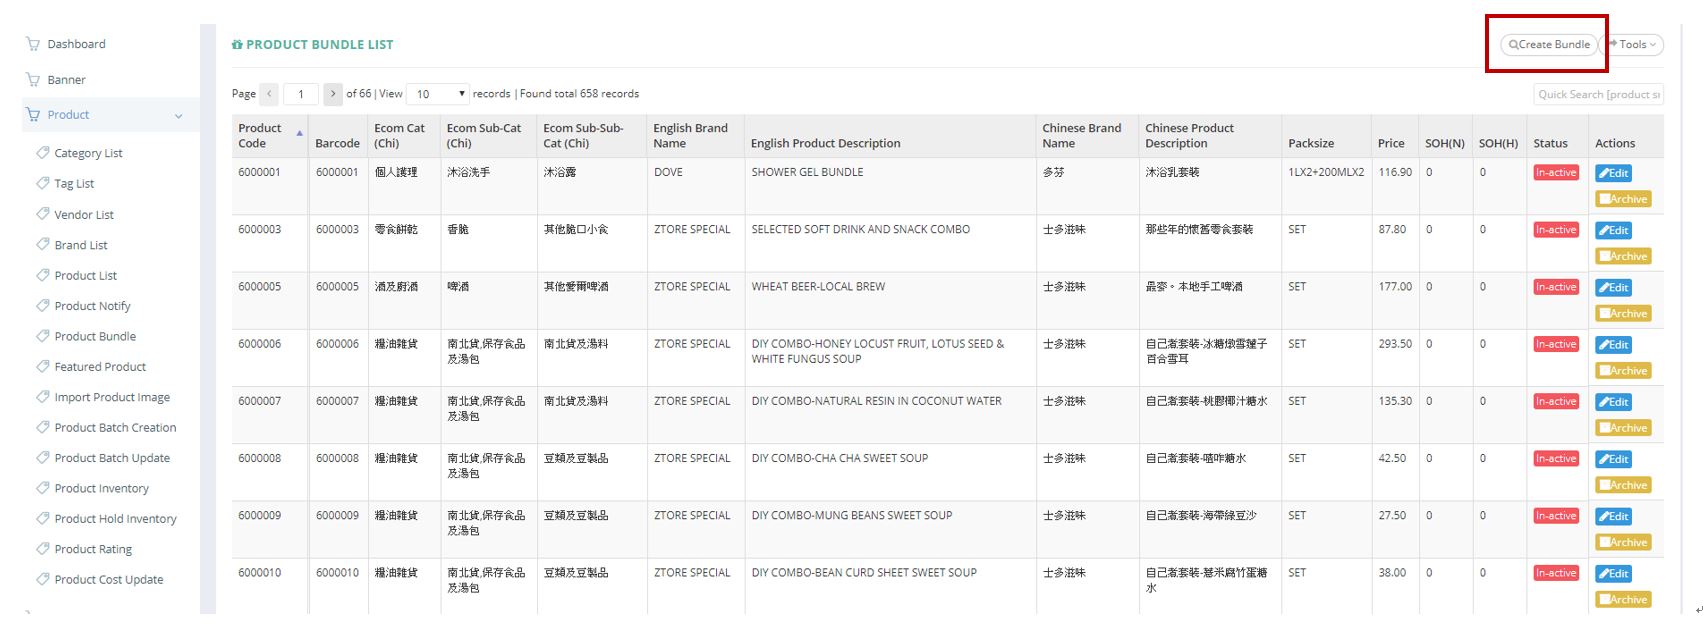 Dashboard
Banner
Product
Category List
Tag List
Vendor List
Brand List
Product List
Product Notify
Product Bundle
Featured Product
Import Product Image
Product Batch Creation
Product Batch Update
Product Inventory
Product Hold Inventory
Product Rating
Product Cost Update
PRODUCT BUNDLE LIST
Create Bundle
Tools
Page 1 of 66 | View 10 records | Found total 658 records
Quick Search [product s
Product Code Barcode Ecom Cat (Chi) Ecom Sub-Cat (Chi) Ecom Sub-Sub-Cat (Chi) English Brand Name English Product Description Chinese Brand Name Chinese Product Description Packsize Price SOH(N) SOH(H) Status Actions
6000001 6000001 個人護理 沐浴洗手 沐浴露 DOVE SHOWER GEL BUNDLE 多芬 沐浴乳套裝 1LX2+200MLX2 116.90 0 0 In-active Edit
Archive
6000003 6000003 零食餅乾 香脆 其他脆口小食 ZTORE SPECIAL SELECTED SOFT DRINK AND SNACK COMBO 士多滋味 那些年的懷舊零食套裝 SET 87.80 0 0 In-active Edit
Archive
6000005 6000005 酒及廚酒 啤酒 其他愛爾啤酒 ZTORE SPECIAL WHEAT BEER-LOCAL BREW 士多滋味 晶麥。本地手工啤酒 SET 177.00 0 0 In-active Edit
Archive
6000006 6000006 糧油雜貨 南北貨,保存食品 南北貨及湯料 ZTORE SPECIAL DIY COMBO-HONEY LOCUST FRUIT, LOTUS SEED & 士多滋味 自己煮套裝-冰糖燉雪蓮子 SET 293.50 0 0 In-active Edit
及湯包 WHITE FUNGUS SOUP 百合雪耳 Archive
6000007 6000007 糧油雜貨 南北貨,保存食品 南北貨及湯料 ZTORE SPECIAL DIY COMBO-NATURAL RESIN IN COCONUT WATER 士多滋味 自己煮套裝-桃膠椰汁糖水 SET 135.30 0 0 In-active Edit
及湯包 Archive
6000008 6000008 糧油雜貨 南北貨,保存食品 豆類及豆製品 ZTORE SPECIAL DIY COMBO-CHA CHA SWEET SOUP 士多滋味 自己煮套裝-喳咋糖水 SET 42.50 0 0 In-active Edit
及湯包 Archive
6000009 6000009 糧油雜貨 南北貨,保存食品 豆類及豆製品 ZTORE SPECIAL DIY COMBO-MUNG BEANS SWEET SOUP 士多滋味 自己煮套裝-海帶綠豆沙 SET 27.50 0 0 In-active Edit
及湯包 Archive
6000010 6000010 糧油雜貨 南北貨,保存食品 豆類及豆製品 ZTORE SPECIAL DIY COMBO-BEAN CURD SHEET SWEET SOUP 士多滋味 自己煮套裝-薏米腐竹蛋糖 SET 38.00 0 0 In-active Edit
及湯包 水 Archive